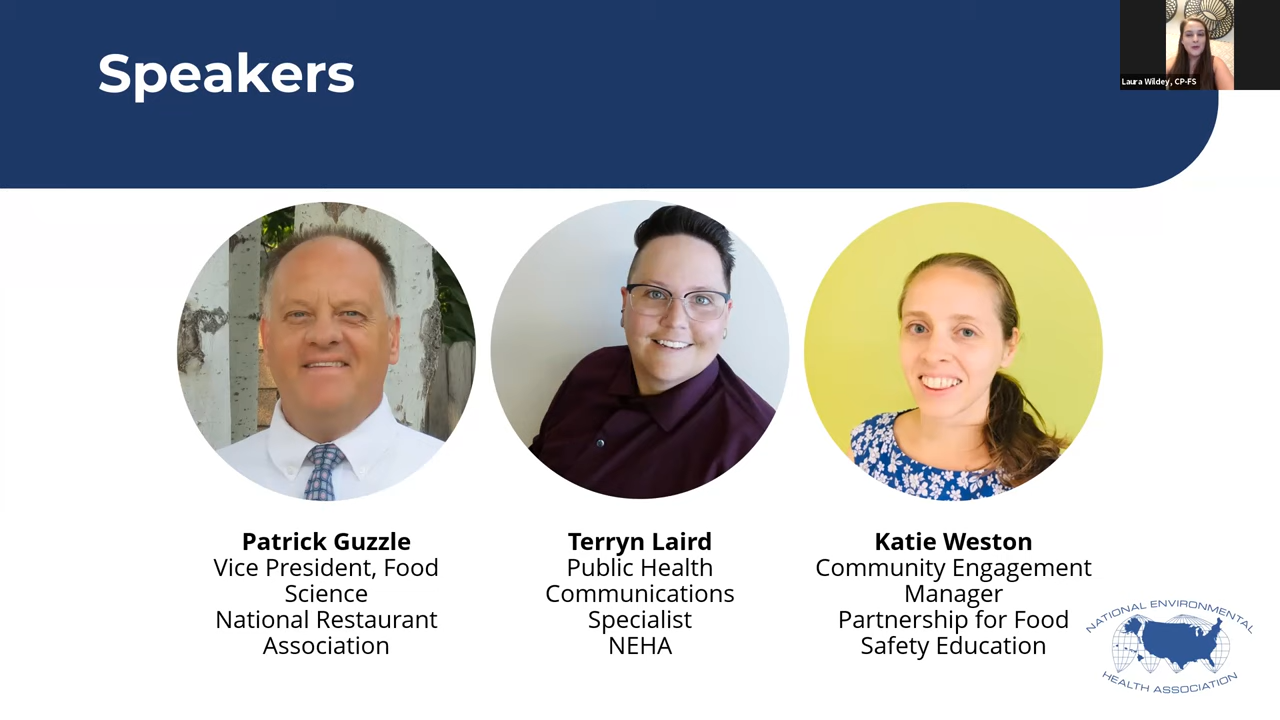 Speakers
Laura Wildey, CP-FS
Patrick Guzzle
Vice President, Food
Science
National Restaurant
Association
Terryn Laird
Public Health
Communications
Specialist
NEHA
Katie Weston
Community Engagement
Manager
Partnership for Food
Safety Education
NATIONAL ENVIRONMENTAL
HEALTH ASSOCIATION